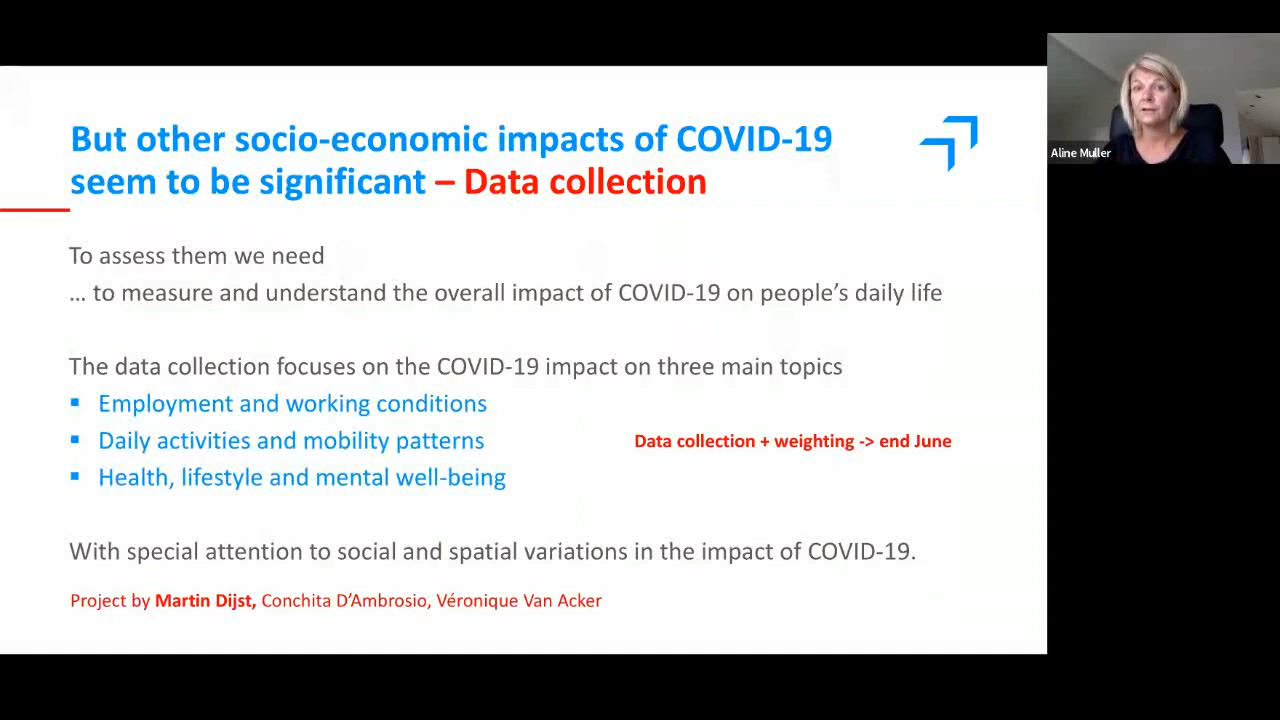 But other socio-economic impacts of COVID-19
seem to be significant – Data collection
To assess them we need
... to measure and understand the overall impact of COVID-19 on people’s daily life
The data collection focuses on the COVID-19 impact on three main topics
▪ Employment and working conditions
▪ Daily activities and mobility patterns
Data collection + weighting -> end June
▪ Health, lifestyle and mental well-being
With special attention to social and spatial variations in the impact of COVID-19.
Project by Martin Dijst, Conchita D’Ambrosio, Véronique Van Acker
Aline Muller